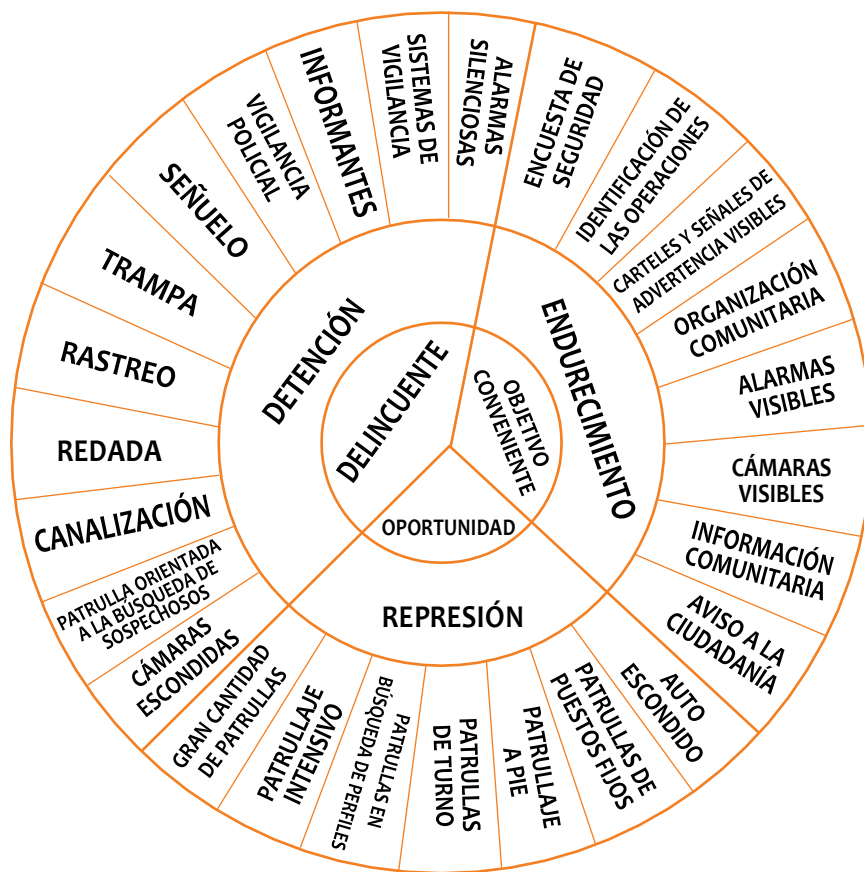 DELINCUENTE
OBJETIVO
CONVENIENTE
OPORTUNIDAD
DETENCIÓN
ENDURECIMIENTO
REPRESIÓN
ENCUESTA DE
SEGURIDAD
IDENTIFICACIÓN DE
LAS OPERACIONES
CARTELES Y SEÑALES DE
ADVERTENCIA VISIBLES
ORGANIZACIÓN
COMUNITARIA
ALARMAS
VISIBLES
CÁMARAS
VISIBLES
INFORMACIÓN
COMUNITARIA
AVISO A LA
CIUDADANÍA
AUTO
ESCONDIDO
PATRULLAS DE
PUESTOS FIJOS
PATRULLAJE
A PIE
PATRULLAS
DE TURNO
PATRULLAS EN
BÚSQUEDA DE PERFILES
PATRULLAJE
INTENSIVO
GRAN CANTIDAD
DE PATRULLAS
CÁMARAS
ESCONDIDAS
PATRULLA ORIENTADA
A LA BÚSQUEDA DE
SOSPECHOSOS
CANALIZACIÓN
REDADA
RASTREO
TRAMPA
SEÑUELO
VIGILANCIA
POLICIAL
INFORMANTES
SISTEMAS DE
VIGILANCIA
ALARMAS
SILENCIOSAS